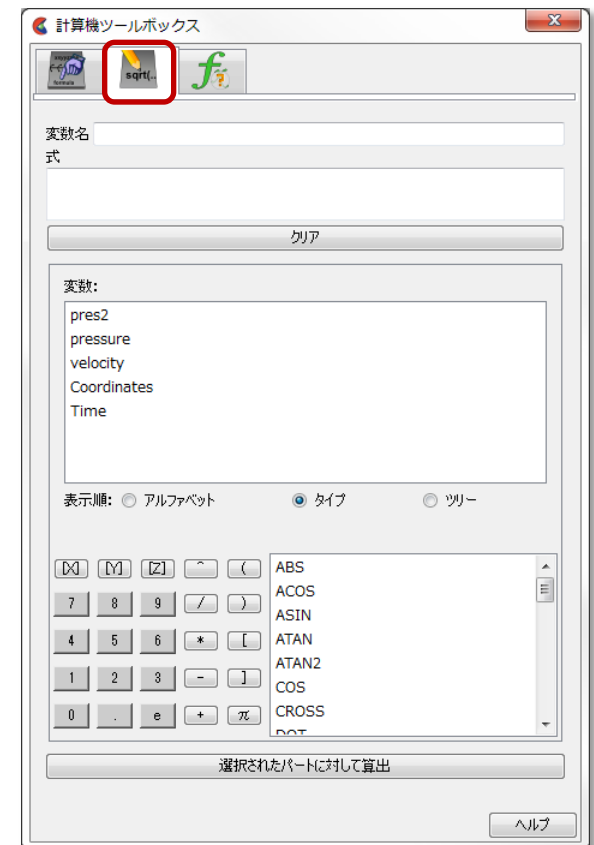 計算機ツールボックス
sqrt(..
変数名
式
クリア
変数:
pres2
pressure
velocity
Coordinates
Time
表示順: アルファベット タイプ ツリー
[X] [Y] [Z] ^ (
7 8 9 / )
4 5 6 * [
1 2 3 - ]
0 . e + π
ABS
ACOS
ASIN
ATAN
ATAN2
COS
CROSS
DOT
選択されたパートに対して算出
ヘルプ